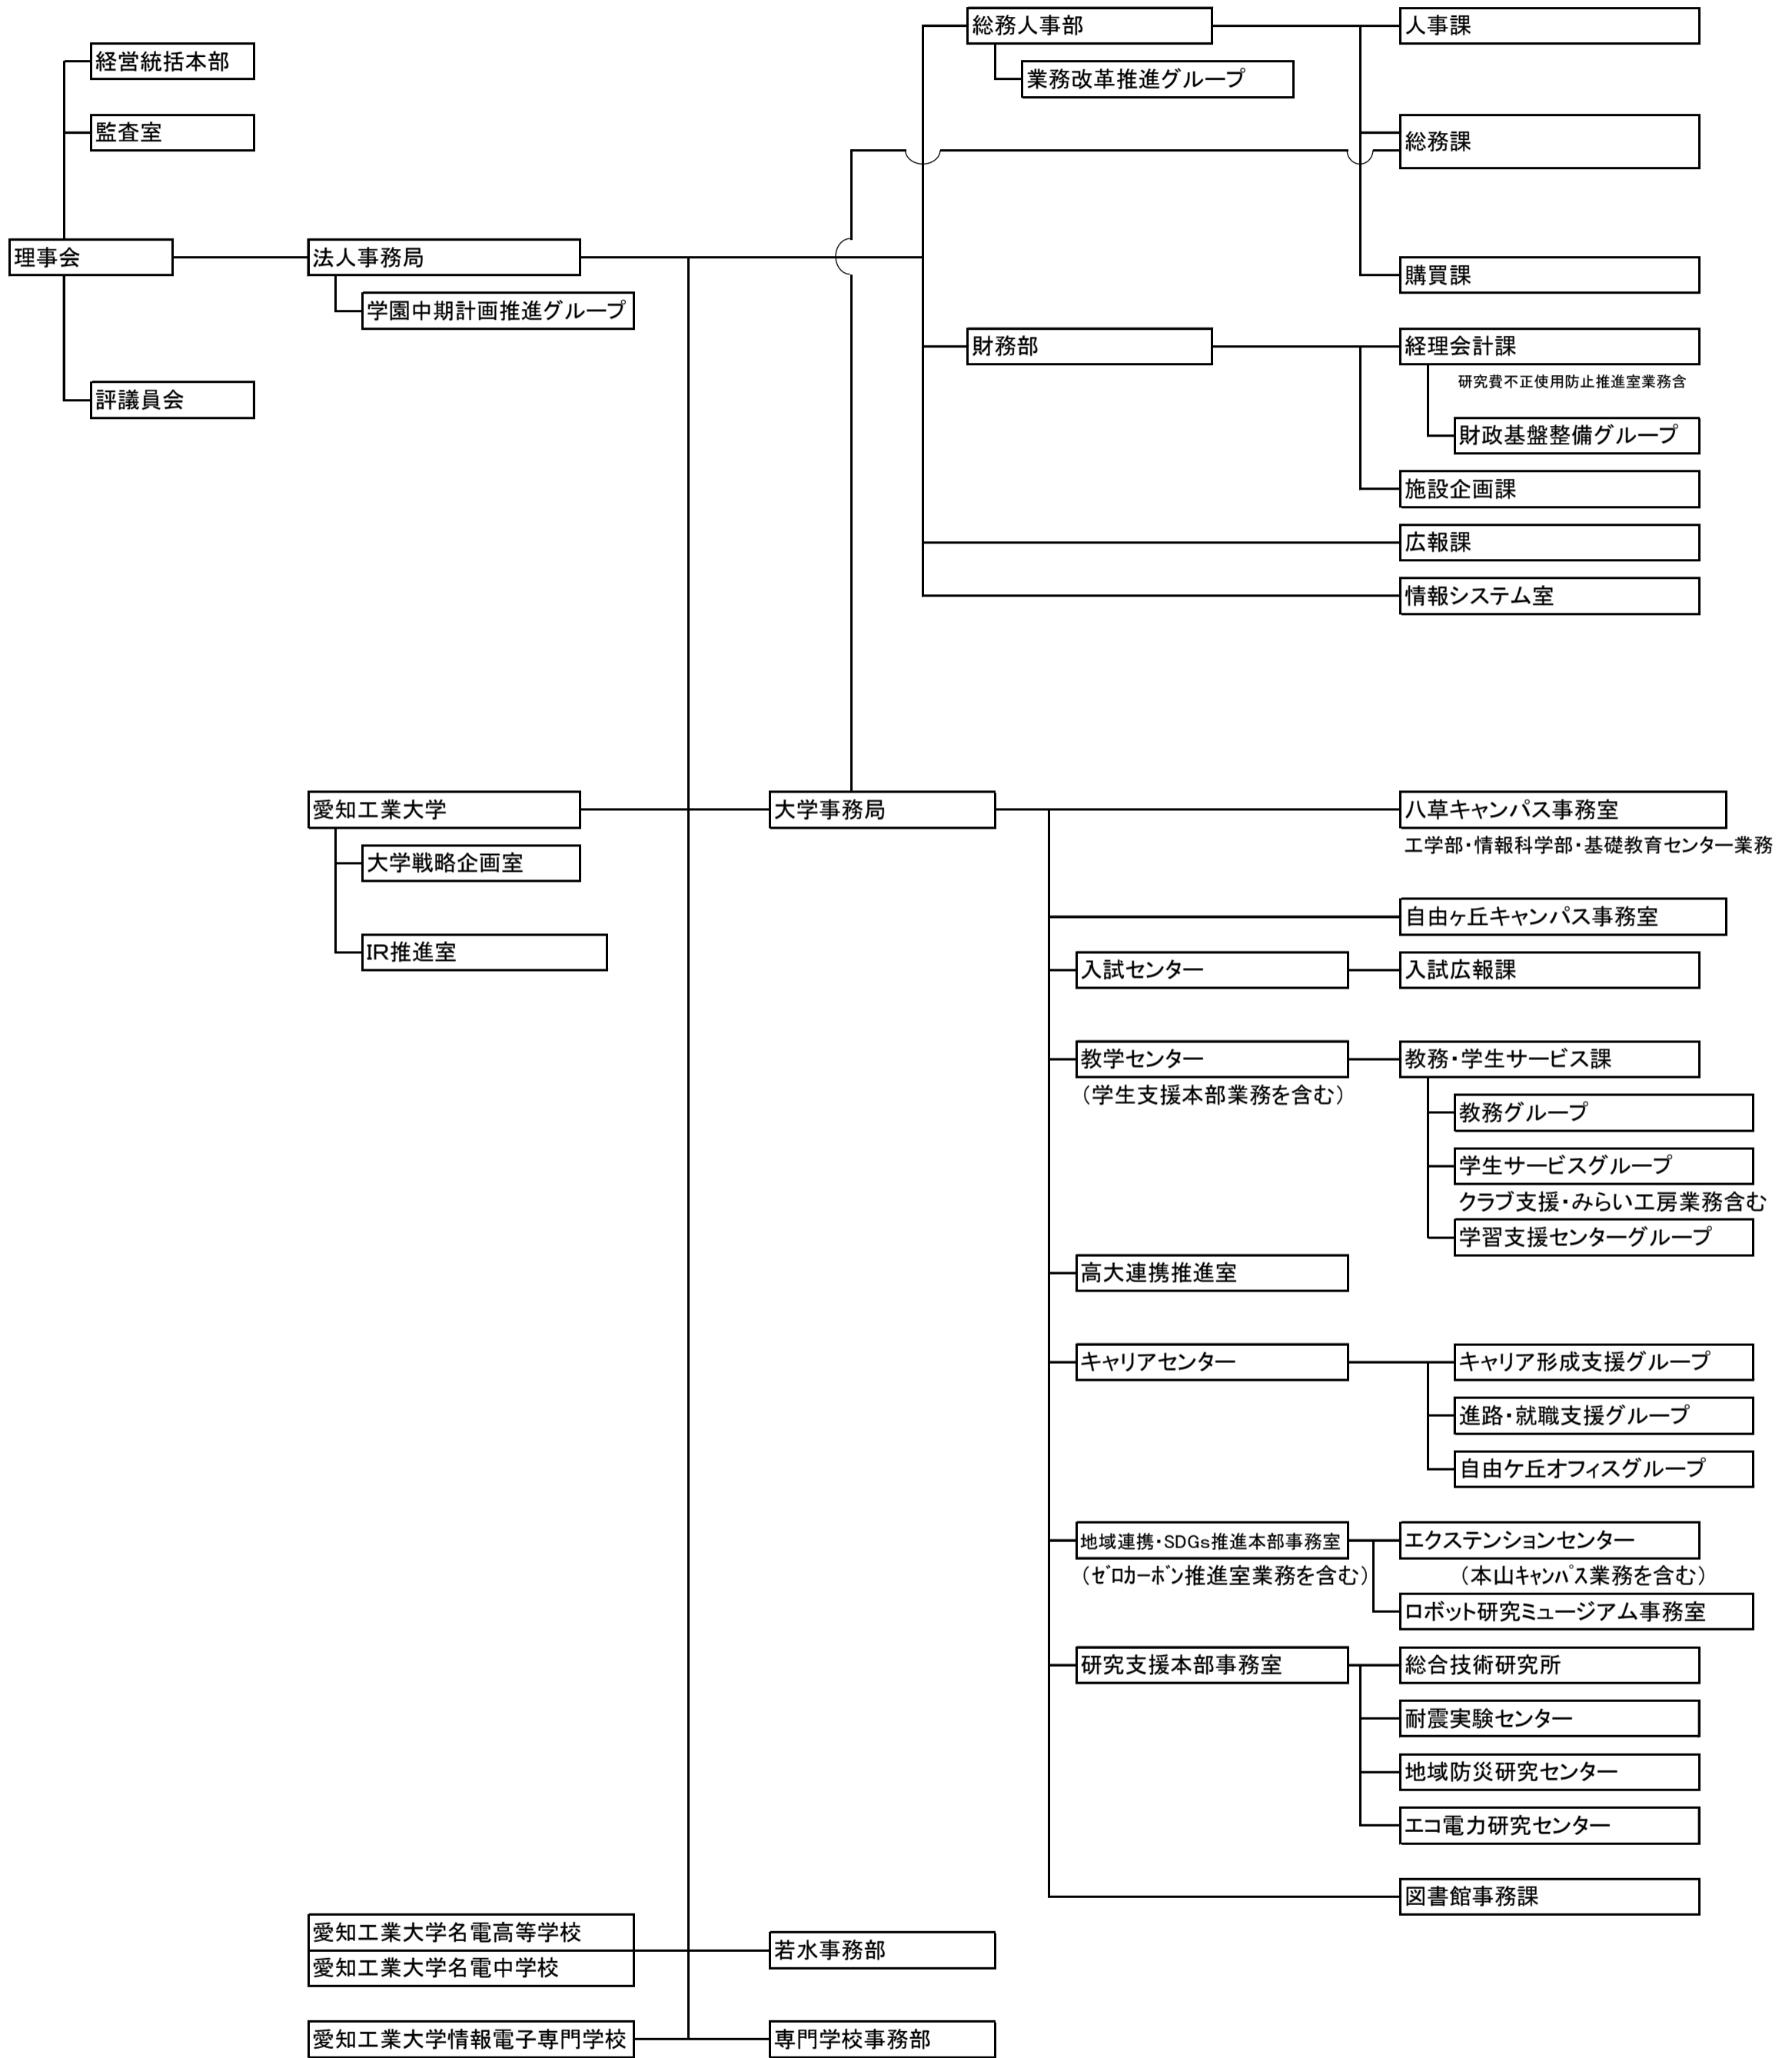 総務人事部
人事課
経営統括本部
業務改革推進グループ
監査室
総務課
理事会
法人事務局
購買課
学園中期計画推進グループ
財務部
経理会計課
研究費不正使用防止推進室業務含
評議員会
財政基盤整備グループ
施設企画課
広報課
情報システム室
愛知工業大学
大学事務局
八草キャンパス事務室
工学部・情報科学部・基礎教育センター業務
大学戦略企画室
自由ヶ丘キャンパス事務室
IR推進室
入試センター
入試広報課
教学センター
教務・学生サービス課
（学生支援本部業務を含む）
教務グループ
学生サービスグループ
クラブ支援・みらい工房業務含む
学習支援センターグループ
高大連携推進室
キャリアセンター
キャリア形成支援グループ
進路・就職支援グループ
自由ケ丘オフィスグループ
地域連携・SDGs推進本部事務室
エクステンションセンター
（ｾﾞﾛｶｰﾎﾞﾝ推進室業務を含む）
（本山ｷｬﾝﾊﾟｽ業務を含む）
ロボット研究ミュージアム事務室
研究支援本部事務室
総合技術研究所
耐震実験センター
地域防災研究センター
エコ電力研究センター
図書館事務課
愛知工業大学名電高等学校
若水事務部
愛知工業大学名電中学校
愛知工業大学情報電子専門学校
専門学校事務部